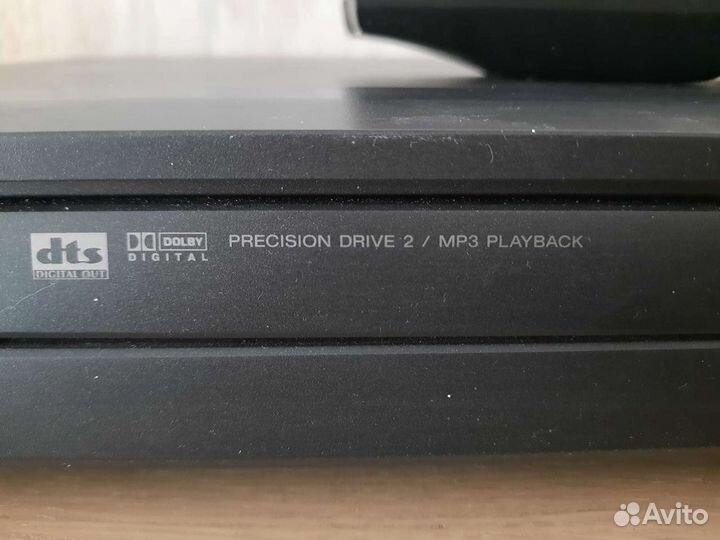 dts
DIGITAL OUT
DOLBY
DIGITAL
PRECISION DRIVE 2 / MP3 PLAYBACK
Avito